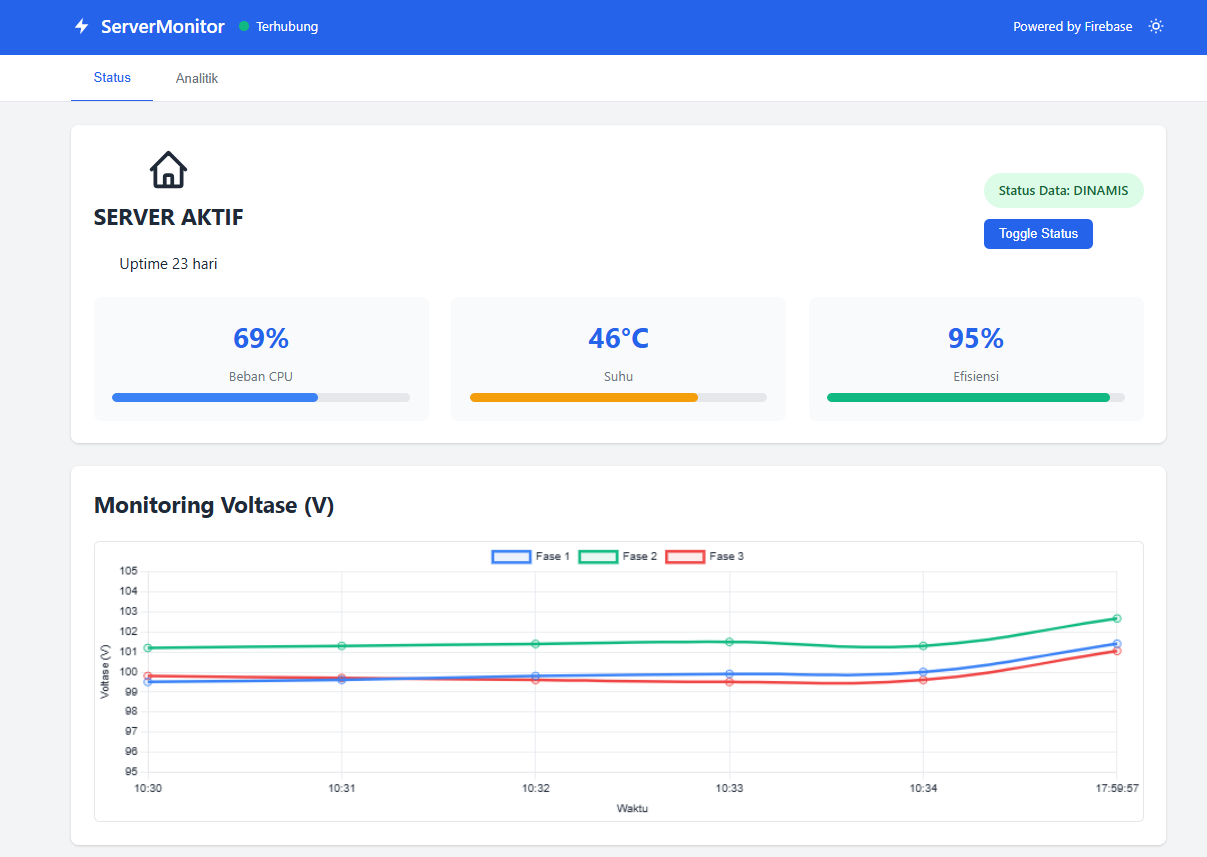 ServerMonitor Terhubung Powered by Firebase
Status Analitik
SERVER AKTIF
Uptime 23 hari
Status Data: DINAMIS
Toggle Status
69% 46°C 95%
Beban CPU Suhu Efisiensi
Monitoring Voltase (V)
Fase 1 Fase 2 Fase 3
105
104
103
102
101
100
99
98
97
96
95
Voltase (V)
10:30 10:31 10:32 10:33 10:34 17:59:57
Waktu